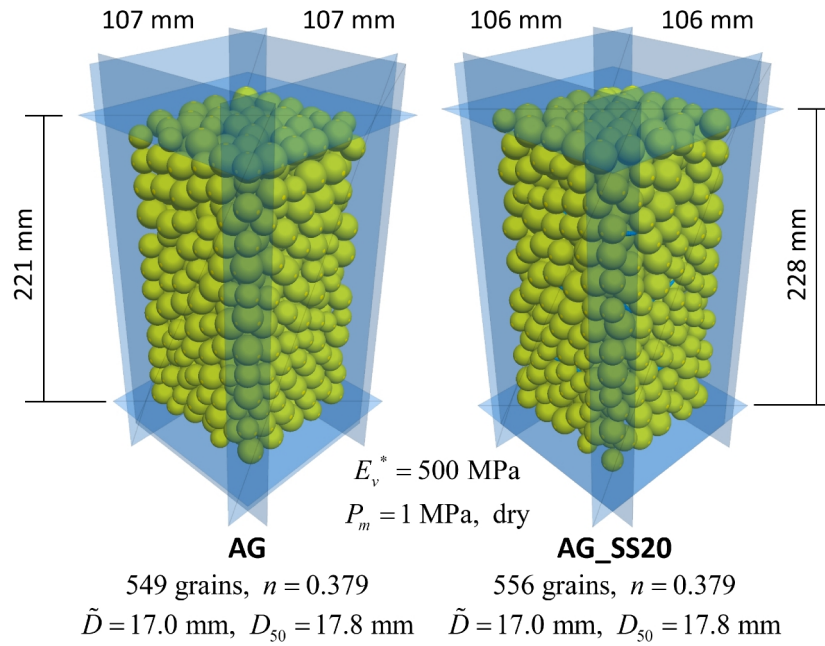 107 mm 107 mm 106 mm 106 mm
221 mm
228 mm
E_v^* = 500 MPa
P_m = 1 MPa, dry
AG AG_SS20
549 grains, n = 0.379 556 grains, n = 0.379
D̃ = 17.0 mm, D_50 = 17.8 mm D̃ = 17.0 mm, D_50 = 17.8 mm